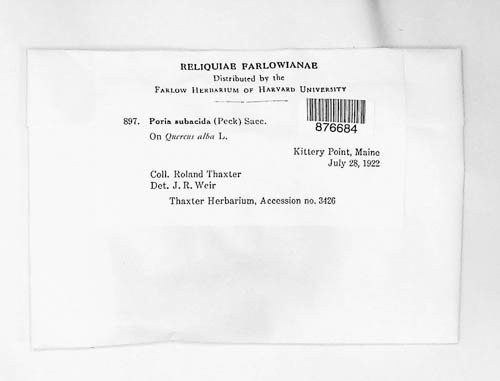 RELIQUIAE FARLOWIANAE
Distributed by the
FARLOW HERBARIUM OF HARVARD UNIVERSITY
897. Poria subacida (Peck) Sacc.
876684
On Quercus alba L.
Kittery Point, Maine
July 28, 1922
Coll. Roland Thaxter
Det. J. R. Weir
Thaxter Herbarium, Accession no. 3426